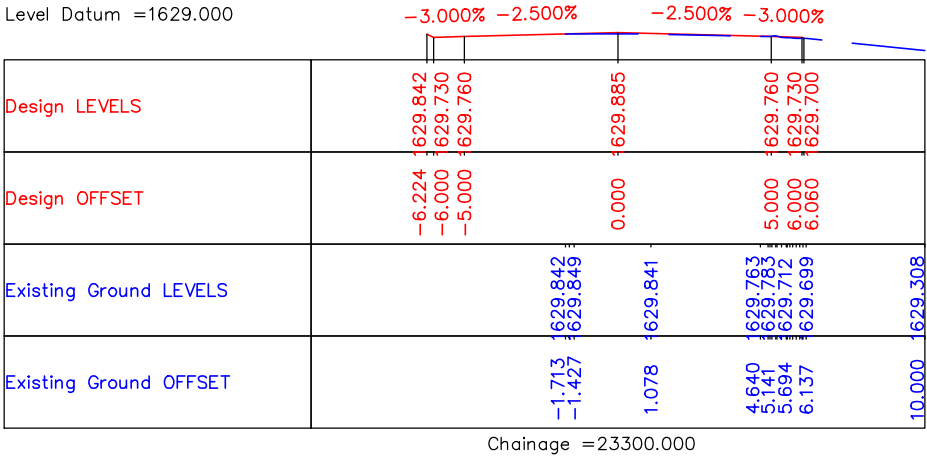 Level Datum =1629.000
-3.000% -2.500% -2.500% -3.000%
Design LEVELS 1629.842 1629.730 1629.760 1629.885 1629.760 1629.730 1629.700
Design OFFSET -6.224 -6.000 -5.000 0.000 5.000 6.000 6.060
Existing Ground LEVELS 1629.842 1629.849 1629.841 1629.763 1629.783 1629.712 1629.699 1629.308
Existing Ground OFFSET -1.713 -1.427 1.078 4.640 5.141 5.694 6.137 10.000
Chainage =23300.000